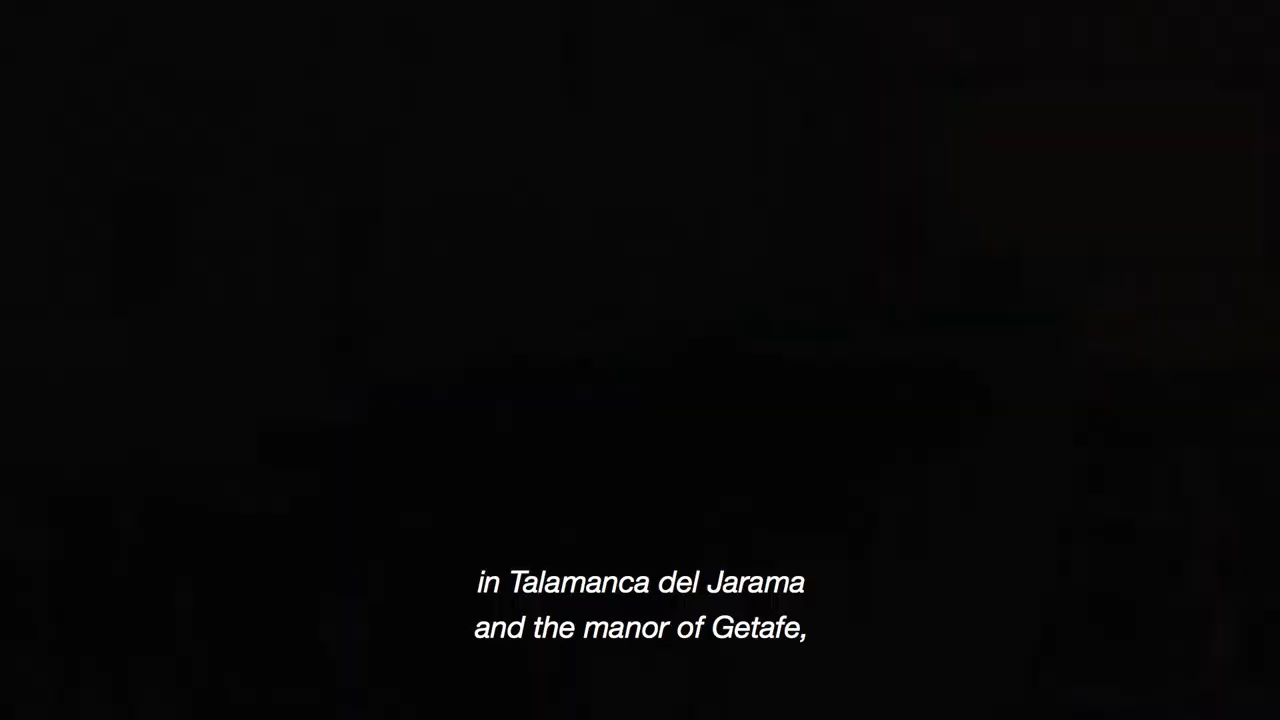 in Talamanca del Jarama
and the manor of Getafe,